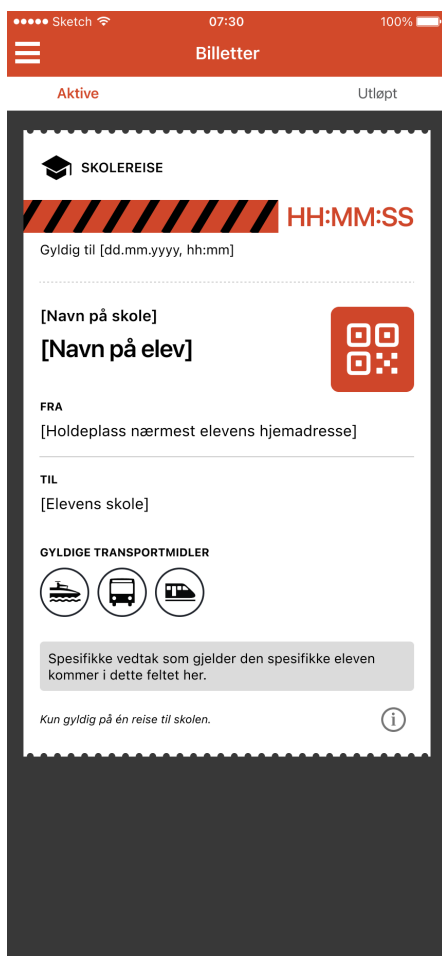 Sketch 07:30 100%
Billetter
Aktive Utløpt
SKOLEREISE
HH:MM:SS
Gyldig til [dd.mm.yyyy, hh:mm]
[Navn på skole]
[Navn på elev]
FRA
[Holdeplass nærmest elevens hjemadresse]
TIL
[Elevens skole]
GYLDIGE TRANSPORTMIDLER
Spesifikke vedtak som gjelder den spesifikke eleven
kommer i dette feltet her.
Kun gyldig på én reise til skolen.